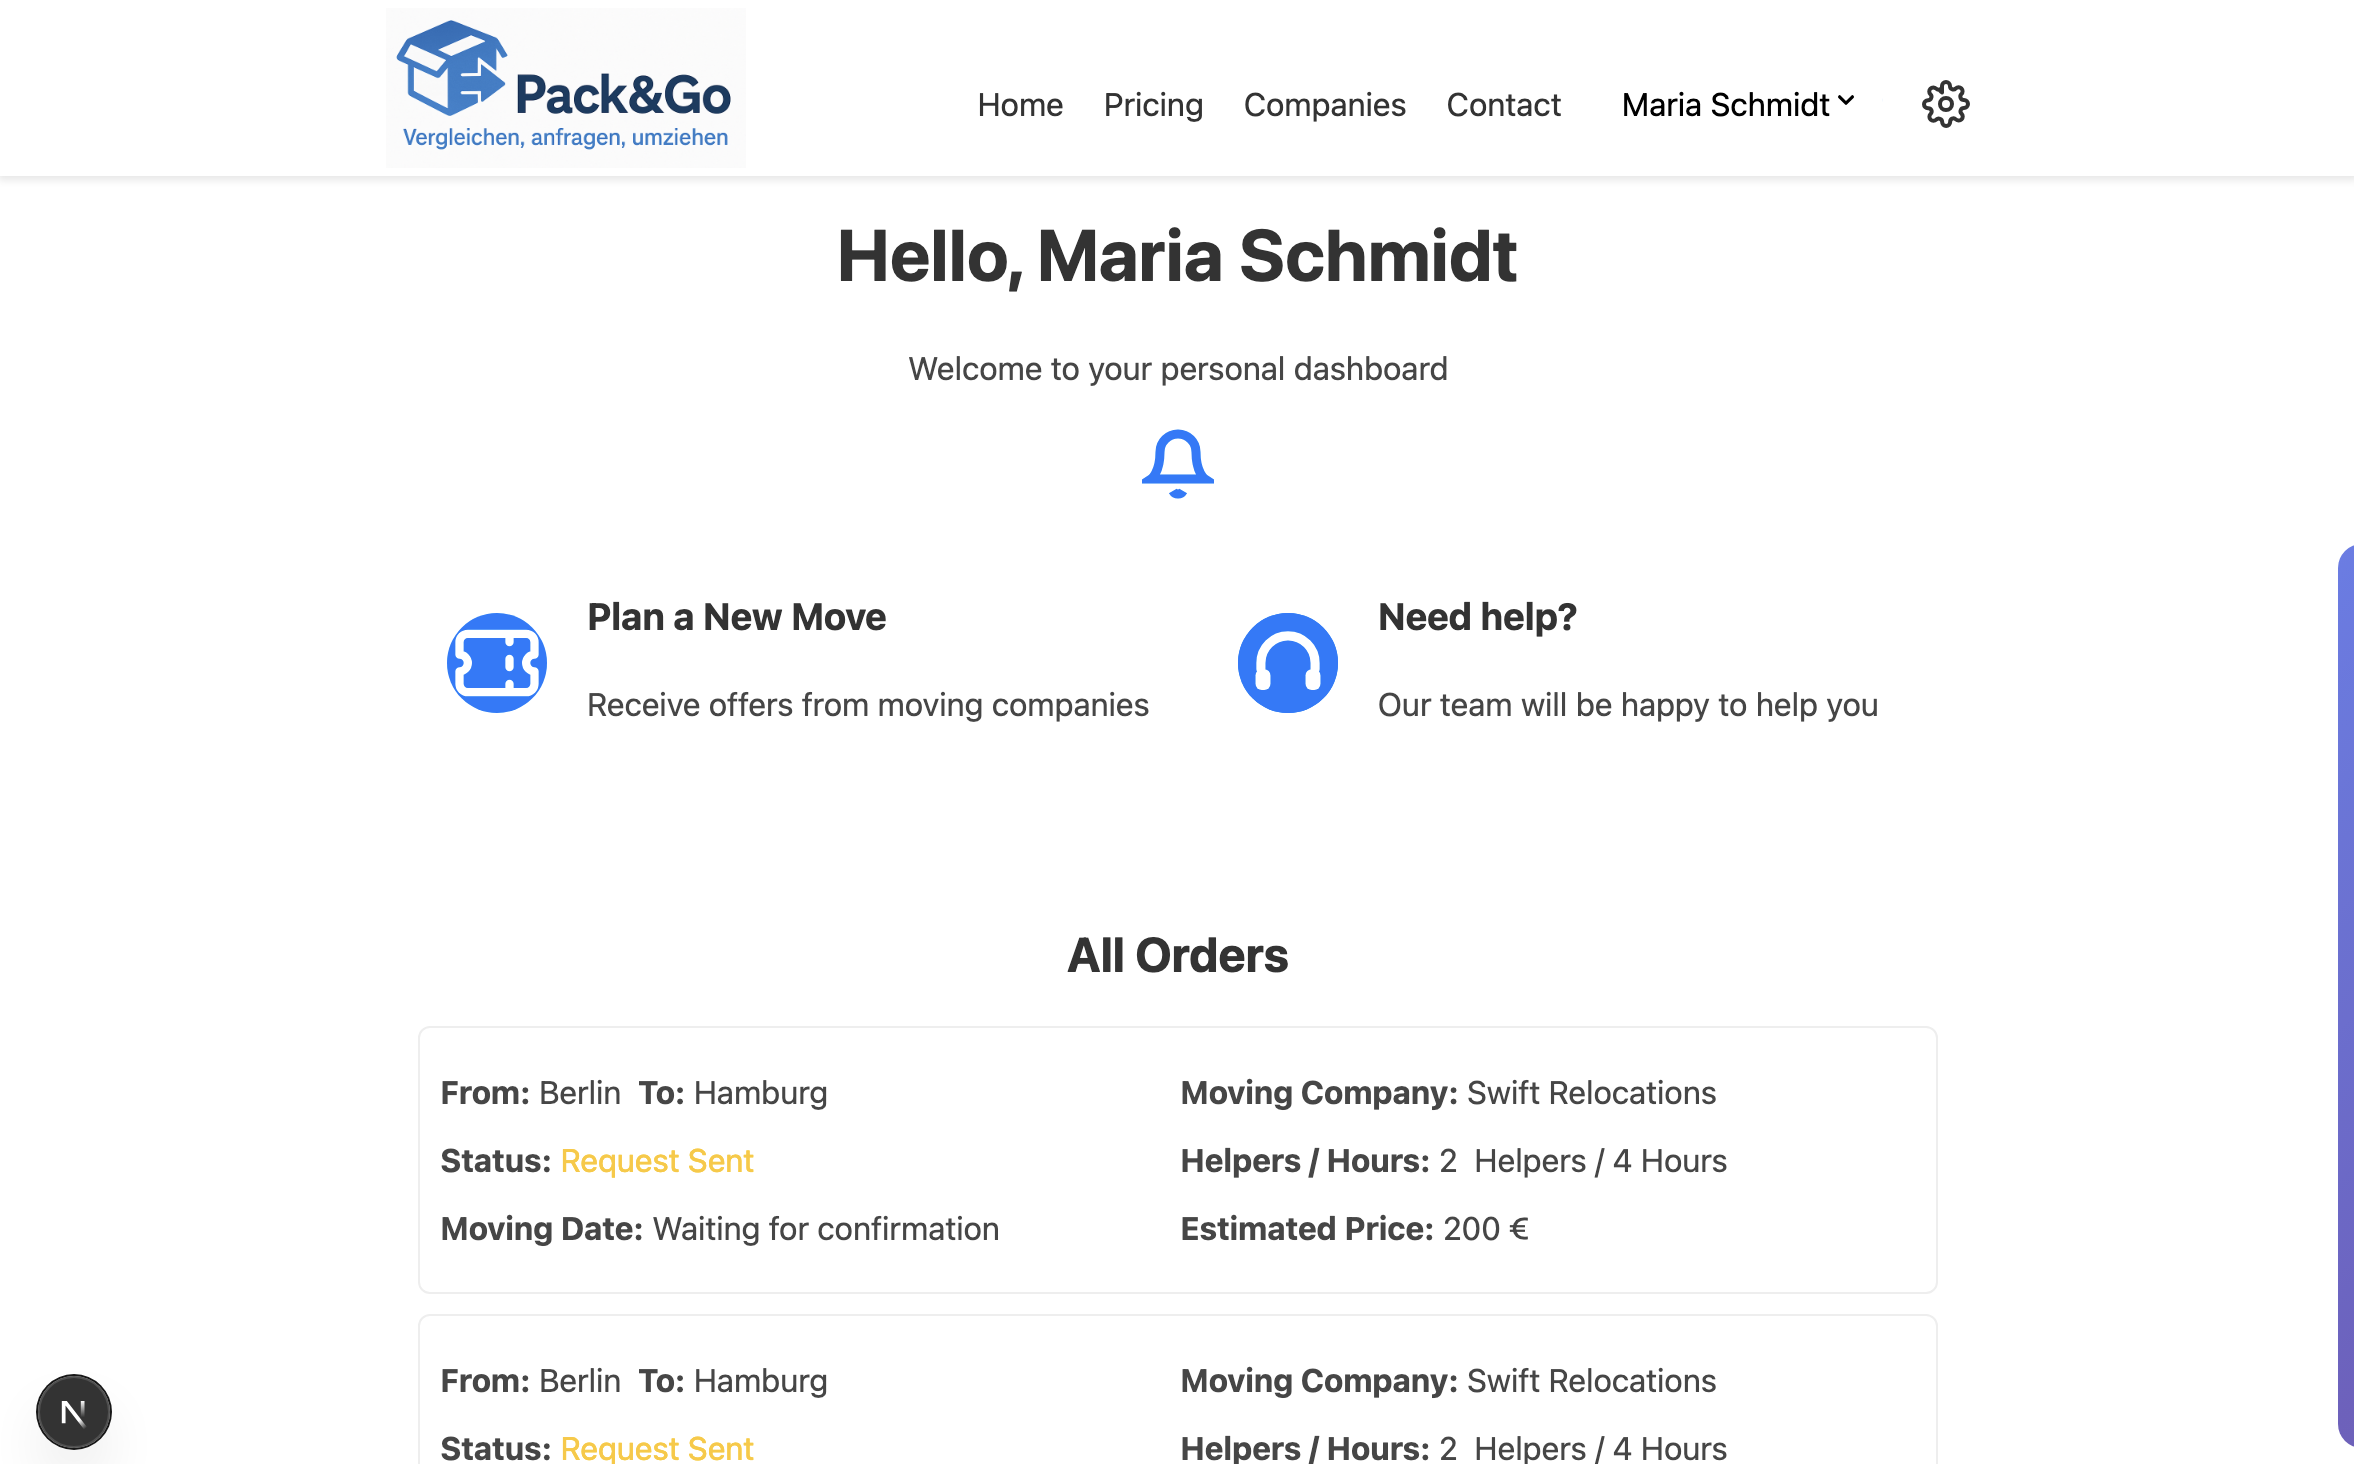 Pack&Go
Vergleichen, anfragen, umziehen
Home Pricing Companies Contact Maria Schmidt
Hello, Maria Schmidt
Welcome to your personal dashboard
Plan a New Move
Receive offers from moving companies
Need help?
Our team will be happy to help you
All Orders
From: Berlin To: Hamburg
Status: Request Sent
Moving Date: Waiting for confirmation
Moving Company: Swift Relocations
Helpers / Hours: 2 Helpers / 4 Hours
Estimated Price: 200 €
From: Berlin To: Hamburg
Status: Request Sent
Moving Company: Swift Relocations
Helpers / Hours: 2 Helpers / 4 Hours
N